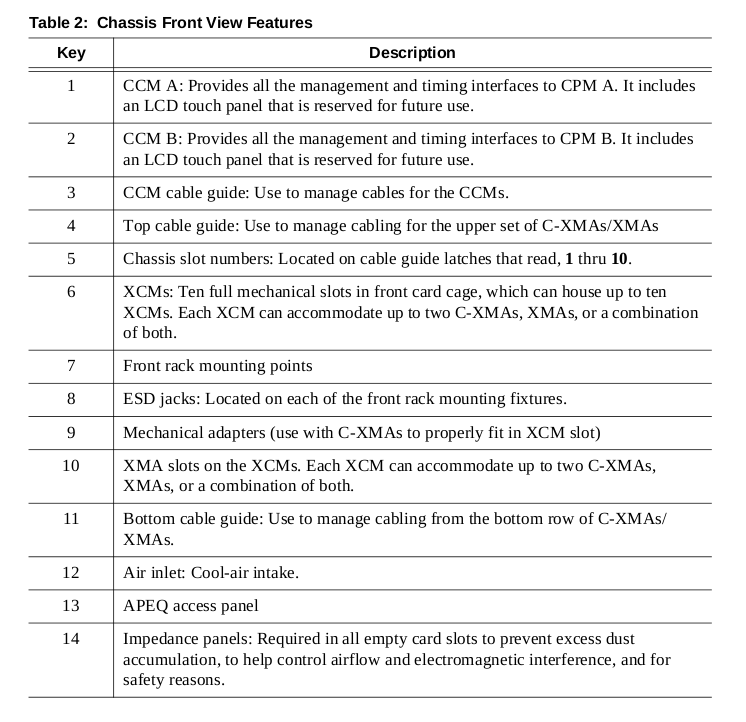 Table 2:  Chassis Front View Features
Key Description
1 CCM A: Provides all the management and timing interfaces to CPM A. It includes
an LCD touch panel that is reserved for future use.
2 CCM B: Provides all the management and timing interfaces to CPM B. It includes
an LCD touch panel that is reserved for future use.
3 CCM cable guide: Use to manage cables for the CCMs.
4 Top cable guide: Use to manage cabling for the upper set of C-XMAs/XMAs
5 Chassis slot numbers: Located on cable guide latches that read, 1 thru 10.
6 XCMs: Ten full mechanical slots in front card cage, which can house up to ten
XCMs. Each XCM can accommodate up to two C-XMAs, XMAs, or a combination
of both.
7 Front rack mounting points
8 ESD jacks: Located on each of the front rack mounting fixtures.
9 Mechanical adapters (use with C-XMAs to properly fit in XCM slot)
10 XMA slots on the XCMs. Each XCM can accommodate up to two C-XMAs,
XMAs, or a combination of both.
11 Bottom cable guide: Use to manage cabling from the bottom row of C-XMAs/
XMAs.
12 Air inlet: Cool-air intake.
13 APEQ access panel
14 Impedance panels: Required in all empty card slots to prevent excess dust
accumulation, to help control airflow and electromagnetic interference, and for
safety reasons.